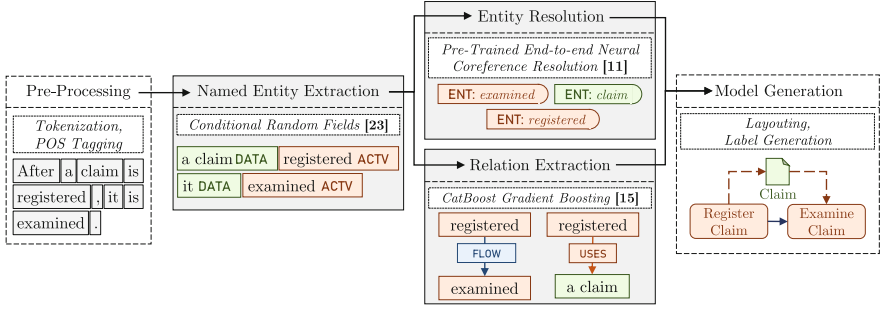 Pre-Processing
Tokenization,
POS Tagging
After a claim is
registered , it is
examined .
Named Entity Extraction
Conditional Random Fields [23]
a claim DATA registered ACTV
it DATA examined ACTV
Entity Resolution
Pre-Trained End-to-end Neural
Coreference Resolution [11]
ENT: examined ENT: claim
ENT: registered
Relation Extraction
CatBoost Gradient Boosting [15]
registered registered
FLOW USES
examined a claim
Model Generation
Layouting,
Label Generation
Claim
Register Examine
Claim Claim